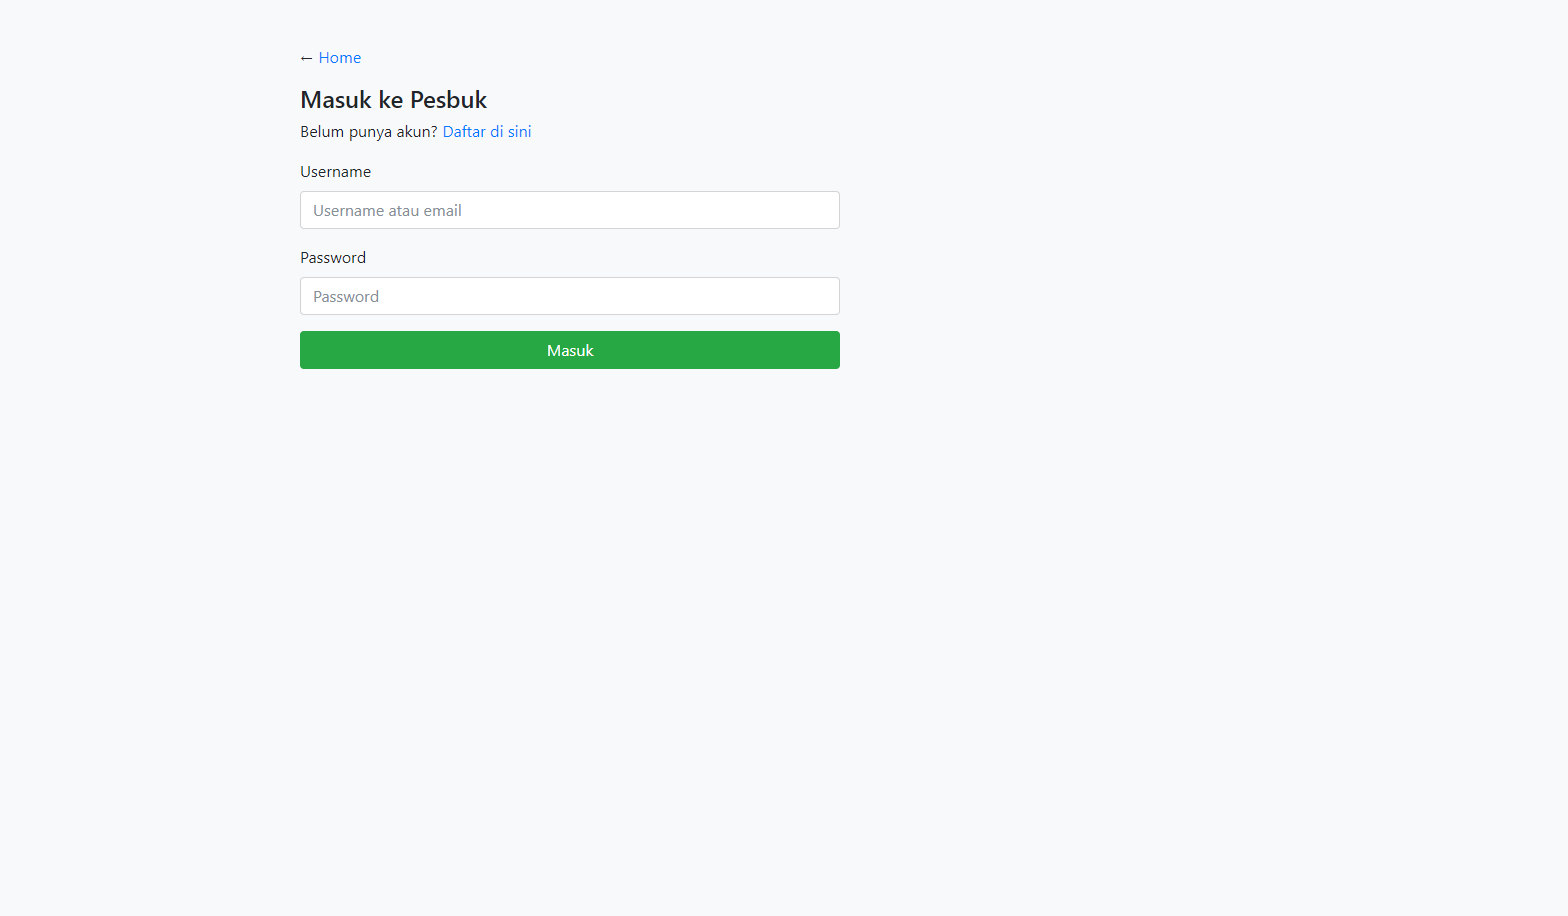 ← Home
Masuk ke Pesbuk
Belum punya akun? Daftar di sini
Username
Username atau email
Password
Password
Masuk